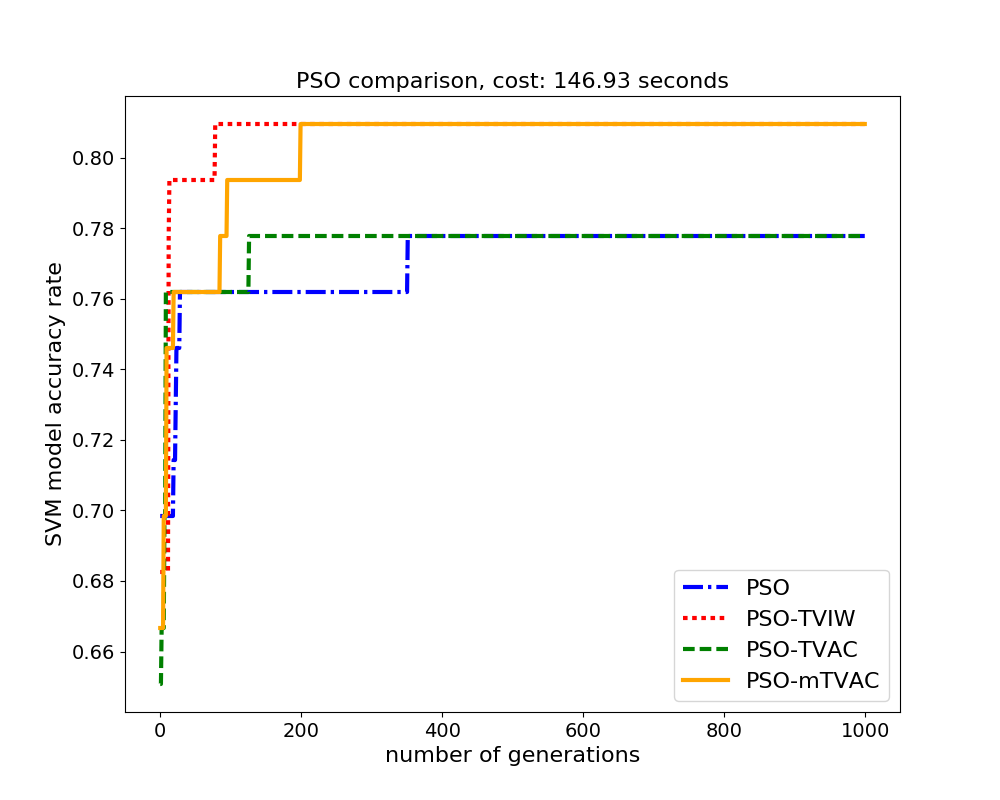 PSO comparison, cost: 146.93 seconds
SVM model accuracy rate
0.80
0.78
0.76
0.74
0.72
0.70
0.68
0.66
0 200 400 600 800 1000
number of generations
PSO
PSO-TVIW
PSO-TVAC
PSO-mTVAC